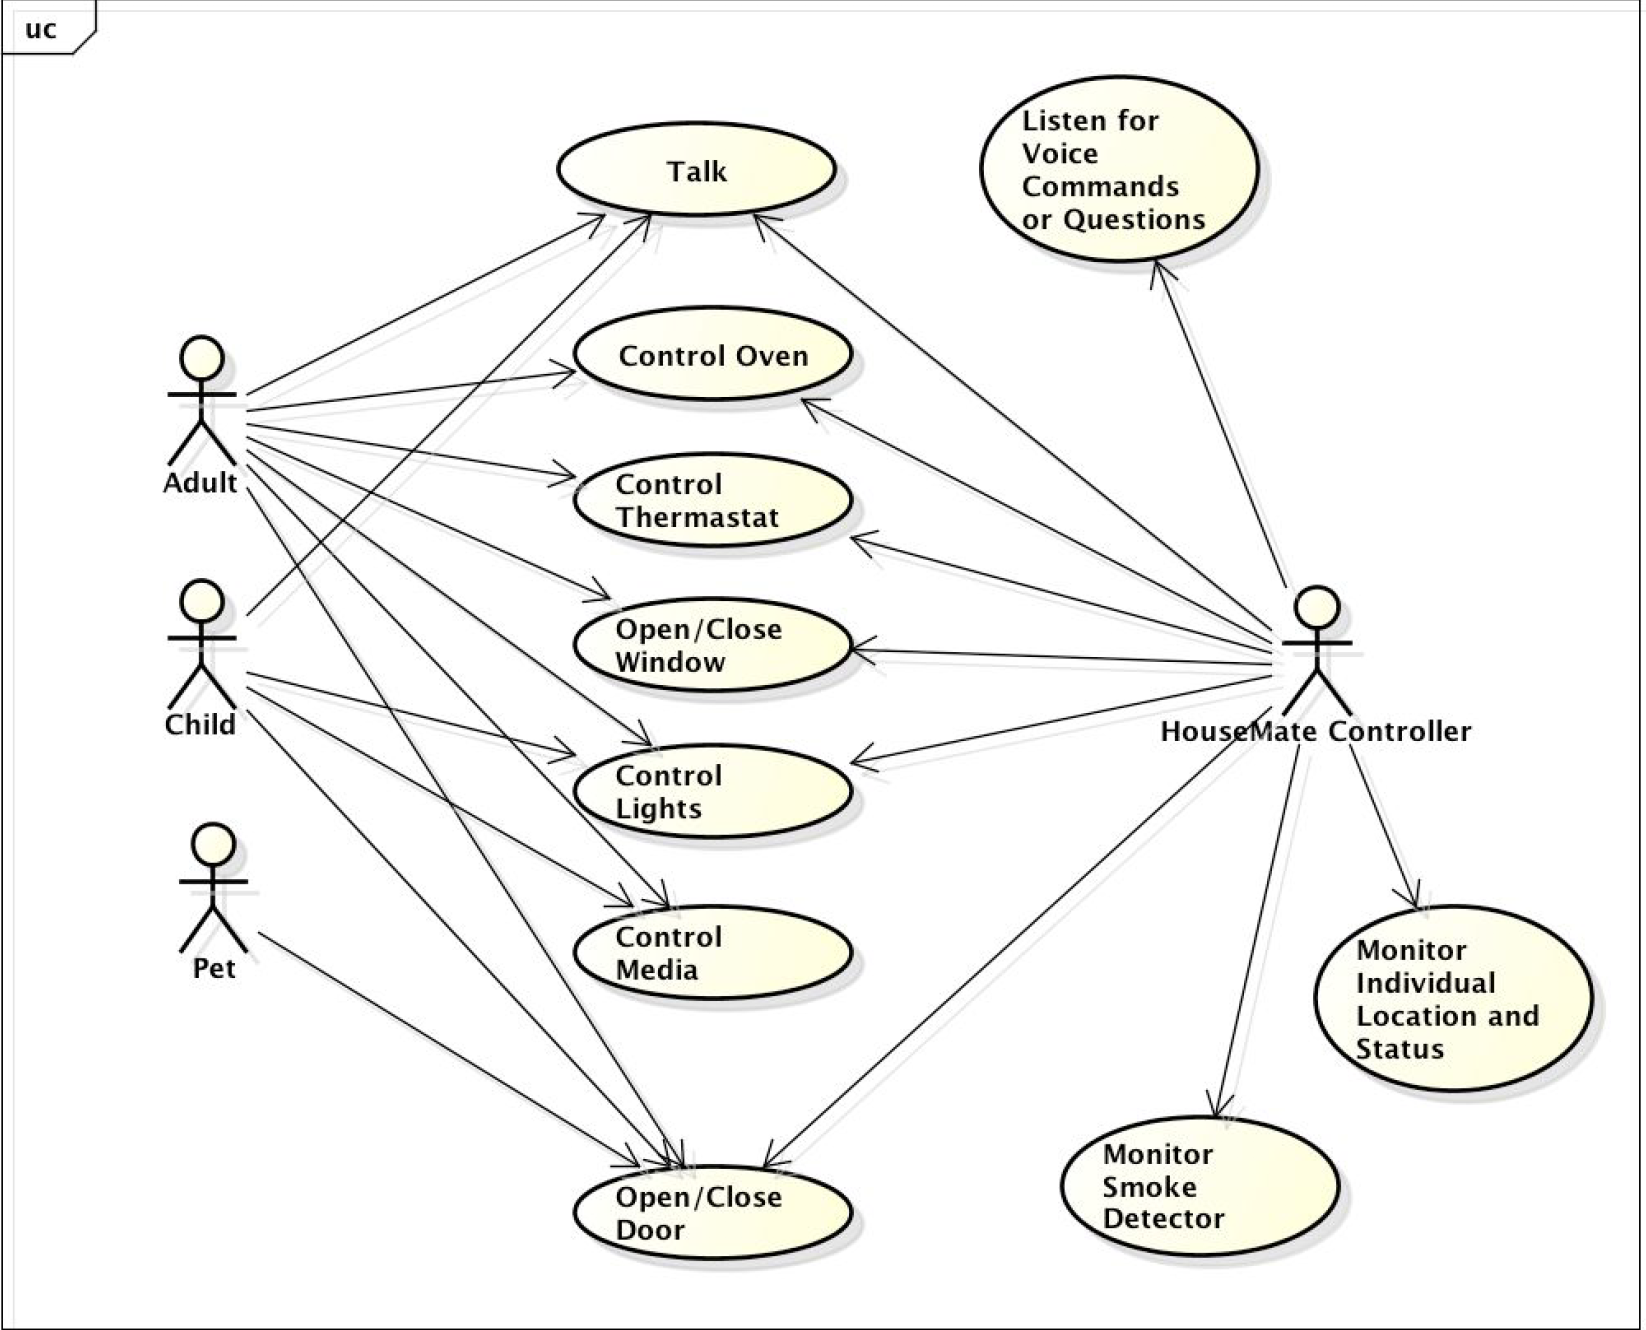 uc
Talk
Listen for
Voice
Commands
or Questions
Control Oven
Adult
Control
Thermastat
Open/Close
Window
Child
HouseMate Controller
Control
Lights
Pet
Control
Media
Monitor
Individual
Location and
Status
Monitor
Smoke
Detector
Open/Close
Door